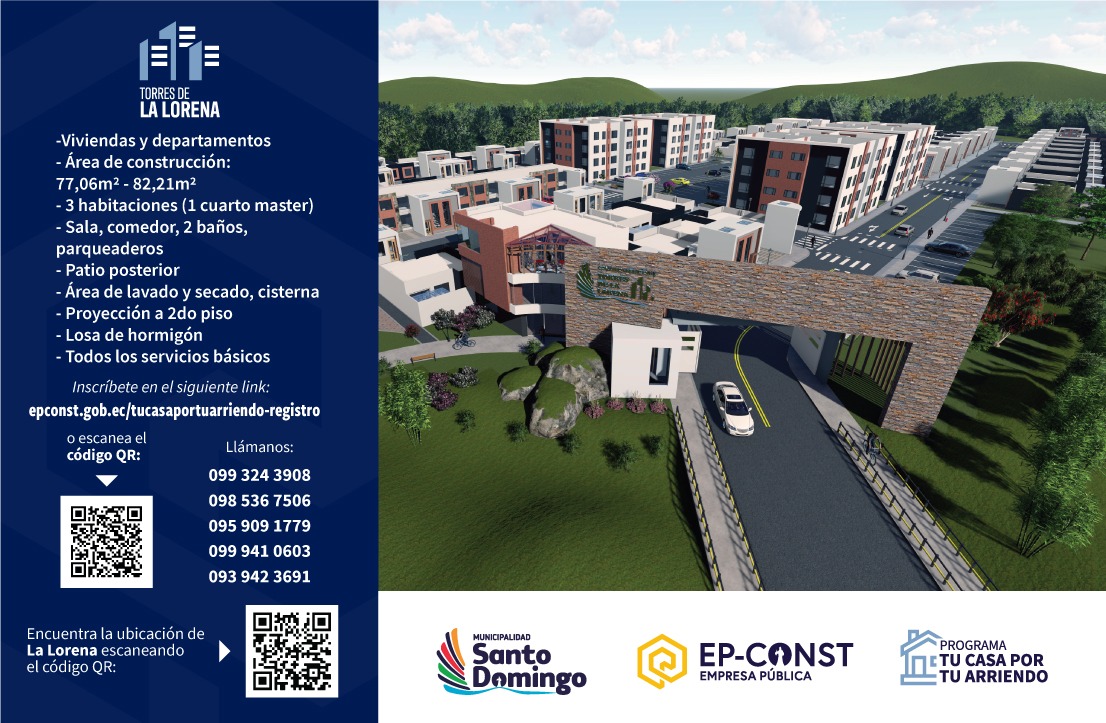 TORRES DE
LA LORENA
-Viviendas y departamentos
- Área de construcción:
77,06m² - 82,21m²
- 3 habitaciones (1 cuarto master)
- Sala, comedor, 2 baños,
parqueaderos
- Patio posterior
- Área de lavado y secado, cisterna
- Proyección a 2do piso
- Losa de hormigón
- Todos los servicios básicos
Inscríbete en el siguiente link:
epconst.gob.ec/tucasaportuarriendo-registro
o escanea el
código QR:
Llámanos:
099 324 3908
098 536 7506
095 909 1779
099 941 0603
093 942 3691
Encuentra la ubicación de
La Lorena escaneando
el código QR:
MUNICIPALIDAD
Santo
Domingo
EP-CONST
EMPRESA PÚBLICA
PROGRAMA
TU CASA POR
TU ARRIENDO